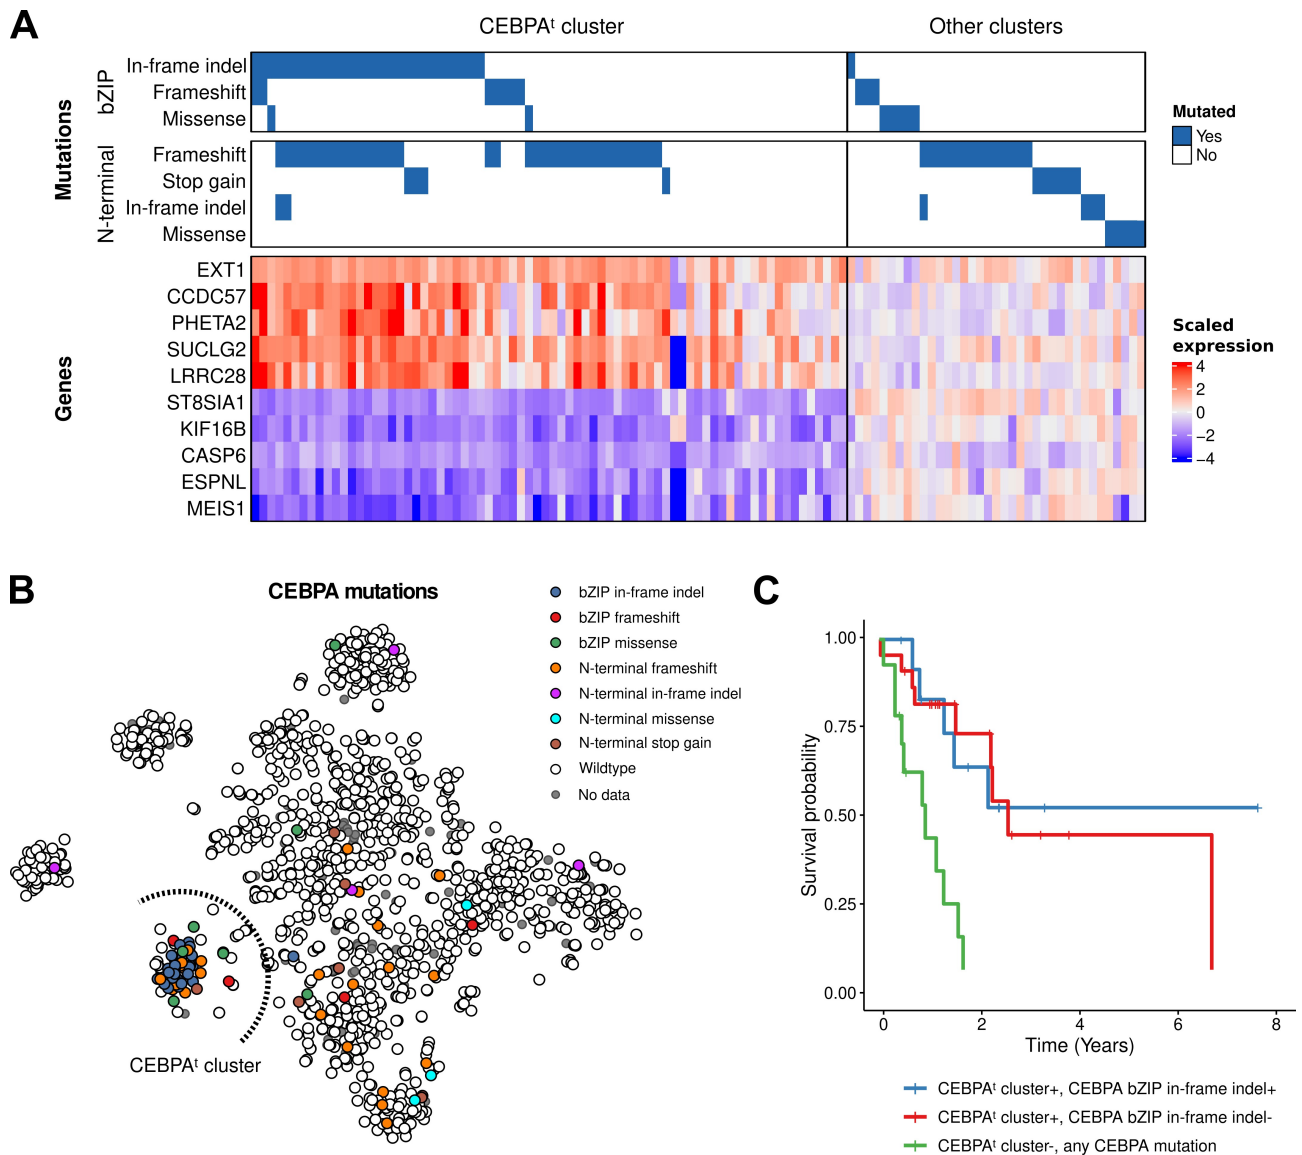 A
CEBPAᵗ cluster
Other clusters
Mutations
bZIP
In-frame indel
Frameshift
Missense
N-terminal
Frameshift
Stop gain
In-frame indel
Missense
Mutated
Yes
No
Genes
EXT1
CCDC57
PHETA2
SUCLG2
LRRC28
ST8SIA1
KIF16B
CASP6
ESPNL
MEIS1
Scaled
expression
4
2
0
−2
−4
B
CEBPA mutations
bZIP in-frame indel
bZIP frameshift
bZIP missense
N-terminal frameshift
N-terminal in-frame indel
N-terminal missense
N-terminal stop gain
Wildtype
No data
CEBPAᵗ cluster
C
Survival probability
1.00
0.75
0.50
0.25
0.00
0 2 4 6 8
Time (Years)
CEBPAᵗ cluster+, CEBPA bZIP in-frame indel+
CEBPAᵗ cluster+, CEBPA bZIP in-frame indel-
CEBPAᵗ cluster-, any CEBPA mutation